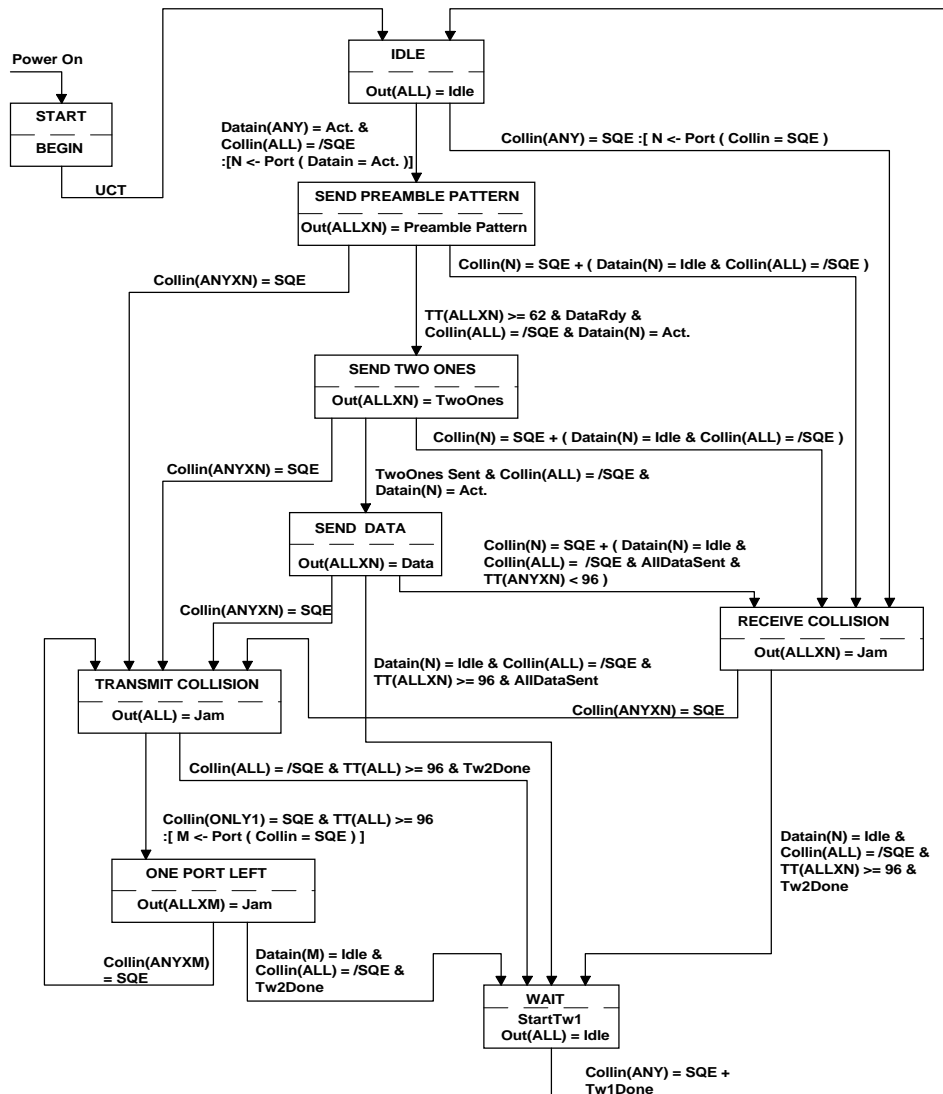 IDLE
Out(ALL) = Idle
Power On
START
BEGIN
UCT
Datain(ANY) = Act. &
Collin(ALL) = /SQE
:[N <- Port ( Datain = Act. )]
Collin(ANY) = SQE :[ N <- Port ( Collin = SQE )
SEND PREAMBLE PATTERN
Out(ALLXN) = Preamble Pattern
Collin(ANYXN) = SQE
Collin(N) = SQE + ( Datain(N) = Idle & Collin(ALL) = /SQE )
TT(ALLXN) >= 62 & DataRdy &
Collin(ALL) = /SQE & Datain(N) = Act.
SEND TWO ONES
Out(ALLXN) = TwoOnes
Collin(N) = SQE + ( Datain(N) = Idle & Collin(ALL) = /SQE )
Collin(ANYXN) = SQE
TwoOnes Sent & Collin(ALL) = /SQE &
Datain(N) = Act.
SEND DATA
Out(ALLXN) = Data
Collin(N) = SQE + ( Datain(N) = Idle &
Collin(ALL) = /SQE & AllDataSent &
TT(ANYXN) < 96 )
Collin(ANYXN) = SQE
RECEIVE COLLISION
Out(ALLXN) = Jam
Datain(N) = Idle & Collin(ALL) = /SQE &
TT(ALLXN) >= 96 & AllDataSent
TRANSMIT COLLISION
Out(ALL) = Jam
Collin(ANYXN) = SQE
Collin(ALL) = /SQE & TT(ALL) >= 96 & Tw2Done
Collin(ONLY1) = SQE & TT(ALL) >= 96
:[ M <- Port ( Collin = SQE ) ]
Datain(N) = Idle &
Collin(ALL) = /SQE &
TT(ALLXN) >= 96 &
Tw2Done
ONE PORT LEFT
Out(ALLXM) = Jam
Collin(ANYXM)
= SQE
Datain(M) = Idle &
Collin(ALL) = /SQE &
Tw2Done
WAIT
StartTw1
Out(ALL) = Idle
Collin(ANY) = SQE +
Tw1Done